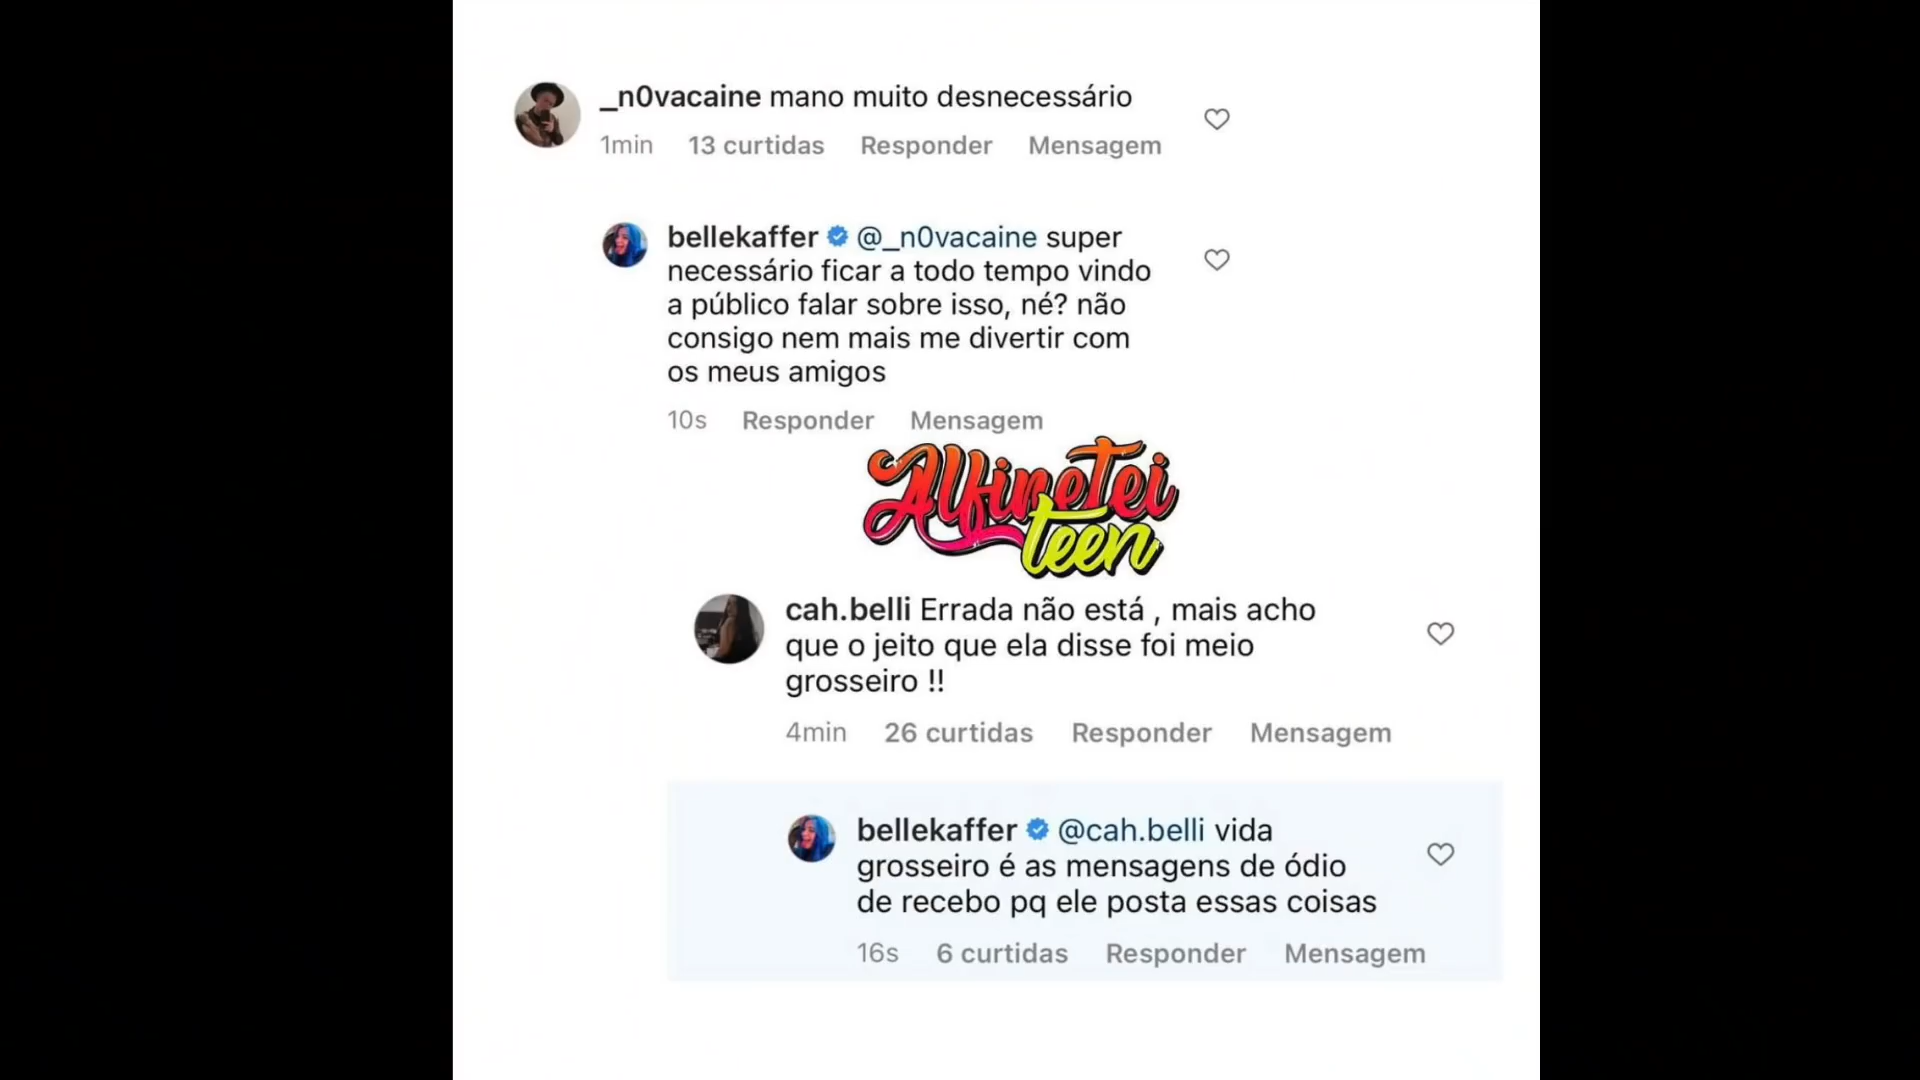 _n0vacaine mano muito desnecessário
1min 13 curtidas Responder Mensagem
bellekaffer @_n0vacaine super
necessário ficar a todo tempo vindo
a público falar sobre isso, né? não
consigo nem mais me divertir com
os meus amigos
10s Responder Mensagem
AlfineTei
teen
cah.belli Errada não está , mais acho
que o jeito que ela disse foi meio
grosseiro !!
4min 26 curtidas Responder Mensagem
bellekaffer @cah.belli vida
grosseiro é as mensagens de ódio
de recebo pq ele posta essas coisas
16s 6 curtidas Responder Mensagem